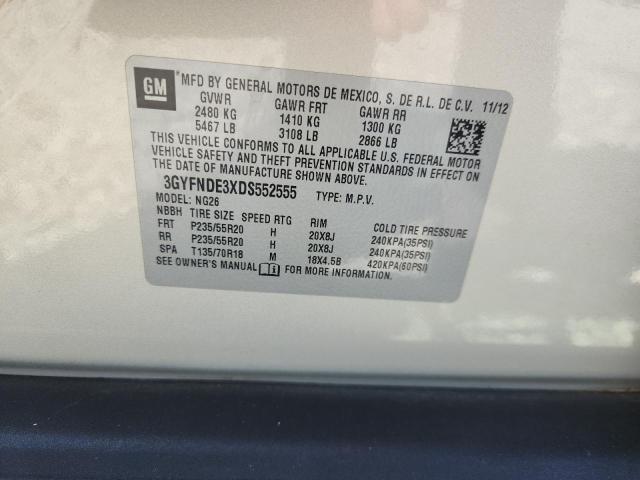 GM *MFD BY GENERAL MOTORS DE MEXICO, S. DE R.L. DE C.V. 11/12
GVWR GAWR FRT GAWR RR
2480 KG 1410 KG 1300 KG
5467 LB 3108 LB 2866 LB
THIS VEHICLE CONFORMS TO ALL APPLICABLE U.S. FEDERAL MOTOR
VEHICLE SAFETY AND THEFT PREVENTION STANDARDS IN EFFECT ON
THE DATE OF MANUFACTURE SHOWN ABOVE.
3GYFNDE3XDS552555 TYPE: M.P.V.
MODEL: NG26
NBBH TIRE SIZE SPEED RTG RIM COLD TIRE PRESSURE
FRT P235/55R20 H 20X8J 240KPA(35PSI)
RR P235/55R20 H 20X8J 240KPA(35PSI)
SPA T135/70R18 M 18X4.5B 420KPA(60PSI)
SEE OWNER'S MANUAL FOR MORE INFORMATION.